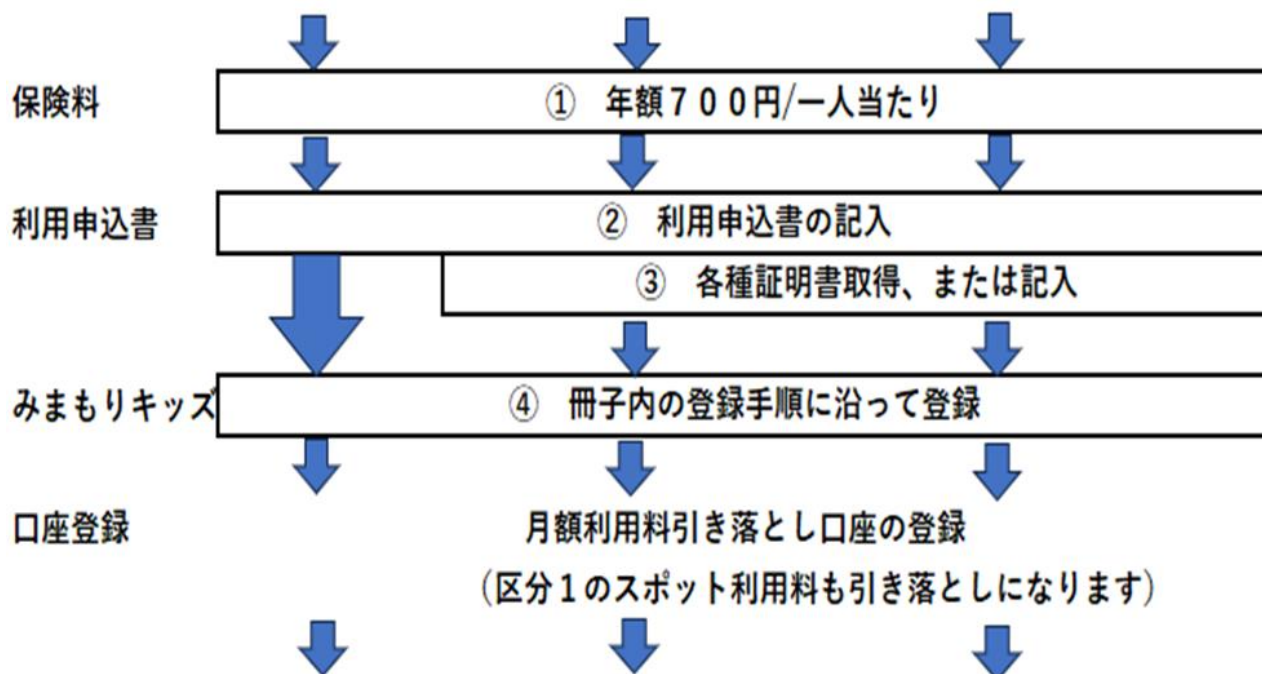 保険料
① 年額７００円/一人当たり
利用申込書
② 利用申込書の記入
③ 各種証明書取得、または記入
みまもりキッズ
④ 冊子内の登録手順に沿って登録
口座登録
月額利用料引き落とし口座の登録
（区分１のスポット利用料も引き落としになります）